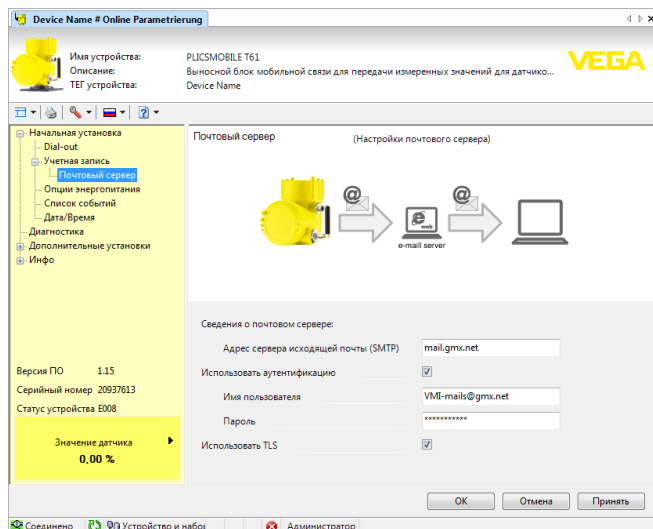 Device Name # Online Parametrierung
Имя устройства: PLICSMOBILE T61
Описание: Выносной блок мобильной связи для передачи измеренных значений для датчико...
ТЕГ устройства: Device Name
VEGA
Начальная установка
Dial-out
Учетная запись
Почтовый сервер
Опции энергопитания
Список событий
Дата/Время
Диагностика
Дополнительные установки
Инфо
Версия ПО 1.15
Серийный номер 20937613
Статус устройства E008
Значение датчика
0,00 %
Почтовый сервер (Настройки почтового сервера)
@ @
e web
e-mail server
Сведения о почтовом сервере:
Адрес сервера исходящей почты (SMTP) mail.gmx.net
Использовать аутентификацию
Имя пользователя VMI-mails@gmx.net
Пароль ***********
Использовать TLS
OK Отмена Принять
Соединено Устройство и набор Администратор